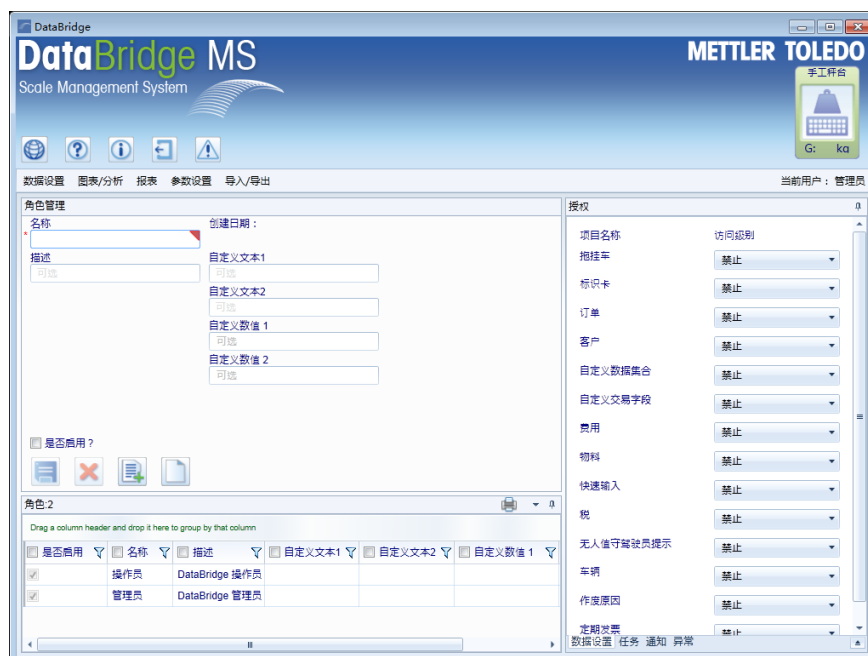 DataBridge
DataBridge MS
Scale Management System
METTLER TOLEDO
手工秤台
G: kg
数据设置 图表/分析 报表 参数设置 导入/导出
当前用户： 管理员
角色管理
名称
创建日期：
*
描述
可选
自定义文本1
可选
自定义文本2
可选
自定义数值 1
可选
自定义数值 2
可选
是否启用？
角色:2
Drag a column header and drop it here to group by that column
是否启用 名称 描述 自定义文本1 自定义文本2 自定义数值 1
操作员 DataBridge 操作员
管理员 DataBridge 管理员
授权
项目名称 访问级别
拖挂车 禁止
标识卡 禁止
订单 禁止
客户 禁止
自定义数据集合 禁止
自定义交易字段 禁止
费用 禁止
物料 禁止
快速输入 禁止
税 禁止
无人值守驾驶员提示 禁止
车辆 禁止
作废原因 禁止
定期发票 禁止
数据设置 任务 通知 异常